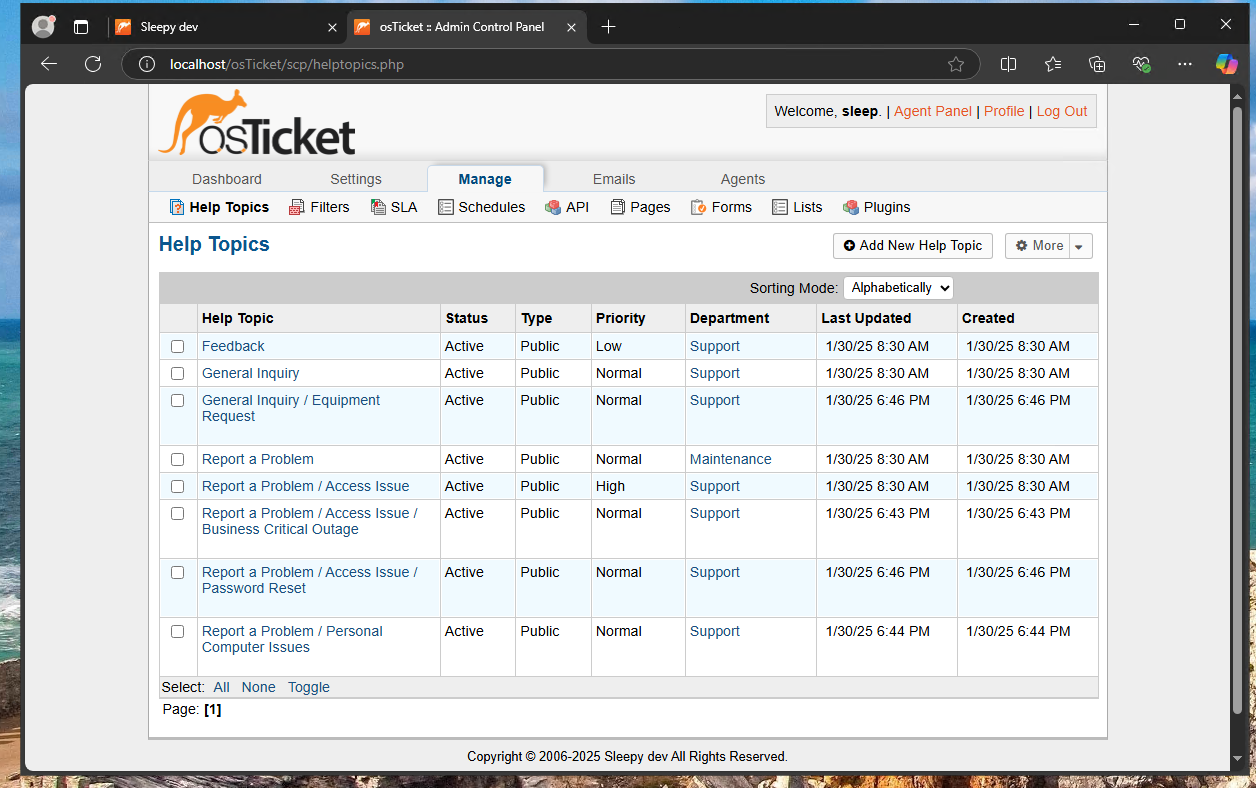 Sleepy dev
osTicket :: Admin Control Panel
localhost/osTicket/scp/helptopics.php
osTicket
Welcome, sleep. | Agent Panel | Profile | Log Out
Dashboard Settings Manage Emails Agents
Help Topics Filters SLA Schedules API Pages Forms Lists Plugins
Help Topics
Add New Help Topic More
Sorting Mode: Alphabetically
Help Topic Status Type Priority Department Last Updated Created
Feedback Active Public Low Support 1/30/25 8:30 AM 1/30/25 8:30 AM
General Inquiry Active Public Normal Support 1/30/25 8:30 AM 1/30/25 8:30 AM
General Inquiry / Equipment Active Public Normal Support 1/30/25 6:46 PM 1/30/25 6:46 PM
Request
Report a Problem Active Public Normal Maintenance 1/30/25 8:30 AM 1/30/25 8:30 AM
Report a Problem / Access Issue Active Public High Support 1/30/25 8:30 AM 1/30/25 8:30 AM
Report a Problem / Access Issue / Active Public Normal Support 1/30/25 6:43 PM 1/30/25 6:43 PM
Business Critical Outage
Report a Problem / Access Issue / Active Public Normal Support 1/30/25 6:46 PM 1/30/25 6:46 PM
Password Reset
Report a Problem / Personal Active Public Normal Support 1/30/25 6:44 PM 1/30/25 6:44 PM
Computer Issues
Select: All None Toggle
Page: [1]
Copyright © 2006-2025 Sleepy dev All Rights Reserved.